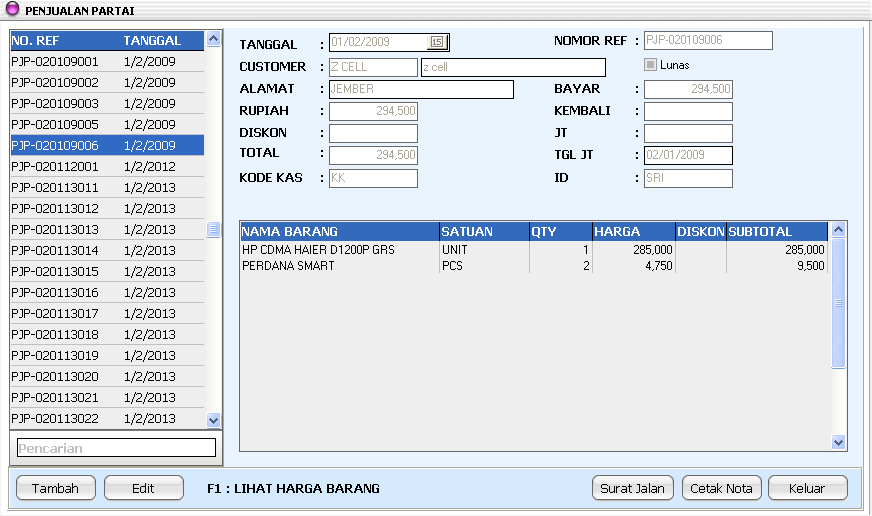 PENJUALAN PARTAI
NO. REF TANGGAL
PJP-020109001 1/2/2009
PJP-020109002 1/2/2009
PJP-020109003 1/2/2009
PJP-020109005 1/2/2009
PJP-020109006 1/2/2009
PJP-020112001 1/2/2012
PJP-020113011 1/2/2013
PJP-020113012 1/2/2013
PJP-020113013 1/2/2013
PJP-020113014 1/2/2013
PJP-020113015 1/2/2013
PJP-020113016 1/2/2013
PJP-020113017 1/2/2013
PJP-020113018 1/2/2013
PJP-020113019 1/2/2013
PJP-020113020 1/2/2013
PJP-020113021 1/2/2013
PJP-020113022 1/2/2013
Pencarian
TANGGAL : 01/02/2009 15 NOMOR REF : PJP-020109006
CUSTOMER : Z CELL z cell Lunas
ALAMAT : JEMBER BAYAR : 294,500
RUPIAH : 294,500 KEMBALI :
DISKON : JT :
TOTAL : 294,500 TGL JT : 02/01/2009
KODE KAS : KK ID : SRI
NAMA BARANG SATUAN QTY HARGA DISKON SUBTOTAL
HP CDMA HAIER D1200P GRS UNIT 1 285,000 285,000
PERDANA SMART PCS 2 4,750 9,500
Tambah Edit F1 : LIHAT HARGA BARANG Surat Jalan Cetak Nota Keluar